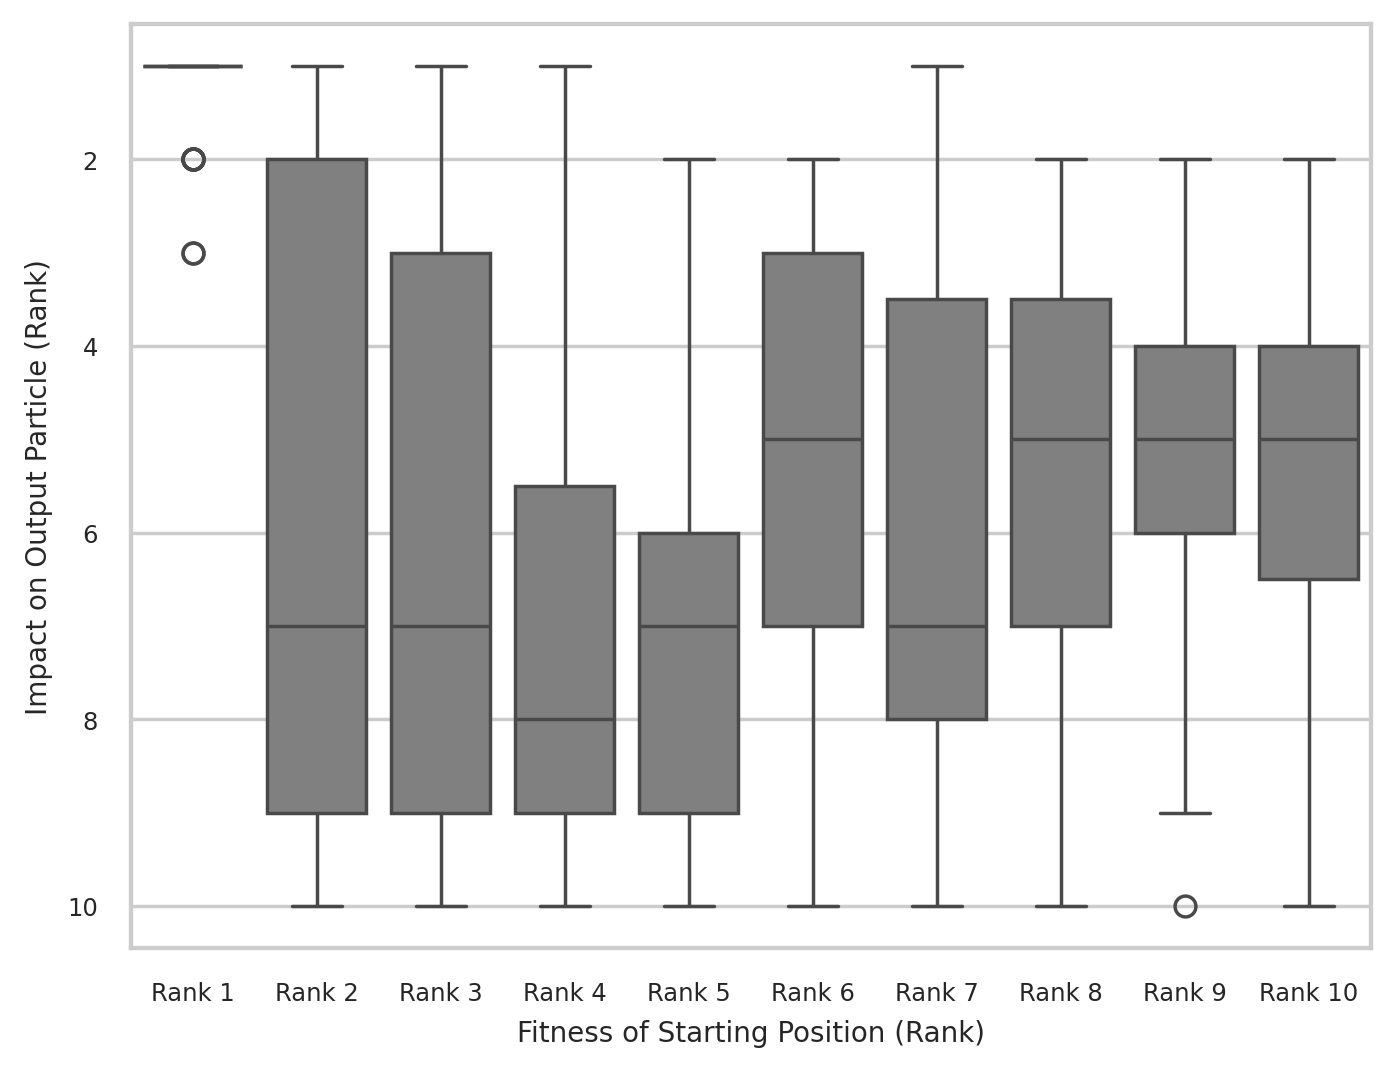 Impact on Output Particle (Rank)
2
4
6
8
10
Rank 1 Rank 2 Rank 3 Rank 4 Rank 5 Rank 6 Rank 7 Rank 8 Rank 9 Rank 10
Fitness of Starting Position (Rank)